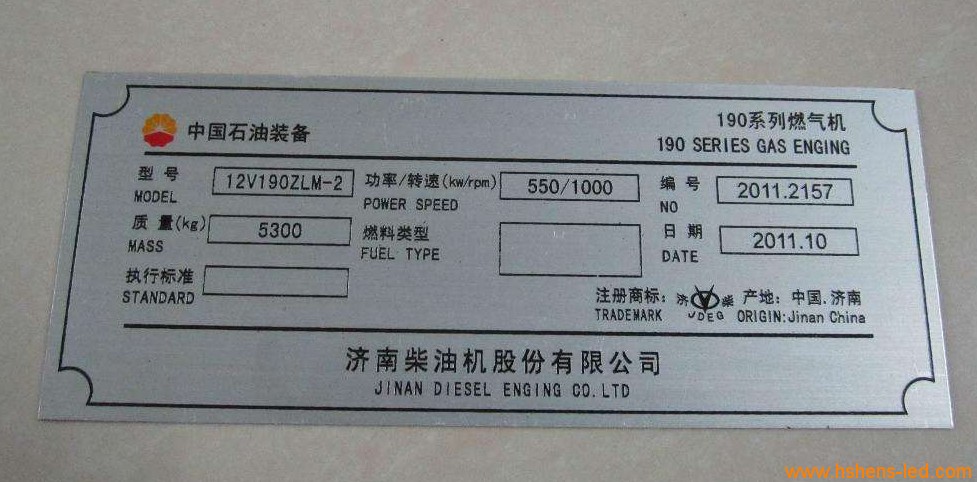 中国石油装备
190系列燃气机
190 SERIES GAS ENGING
型号 12V190ZLM-2 功率/转速(kw/rpm) 550/1000 编号 2011.2157
MODEL POWER SPEED NO
质量(kg) 5300 燃料类型 日期 2011.10
MASS FUEL TYPE DATE
执行标准
STANDARD
注册商标: 济 柴 产地: 中国.济南
TRADEMARK JDEG ORIGIN:Jinan China
济南柴油机股份有限公司
JINAN DIESEL ENGING CO.LTD
www.hshens-led.com